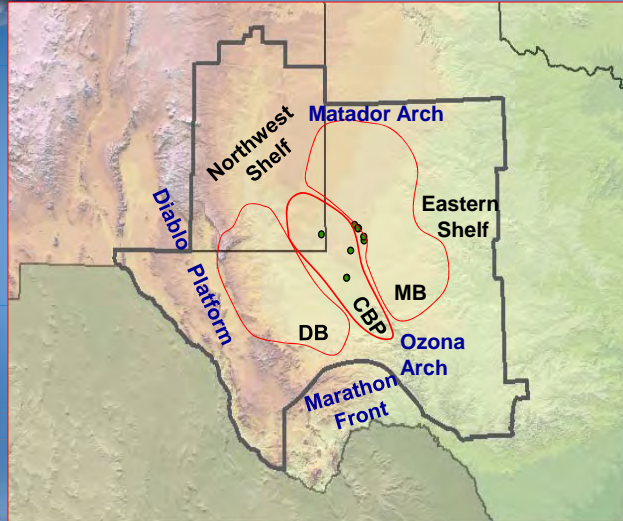 Matador Arch
Northwest
Shelf
Eastern
Shelf
Diablo
Platform
MB
CBP
DB
Ozona
Arch
Marathon
Front